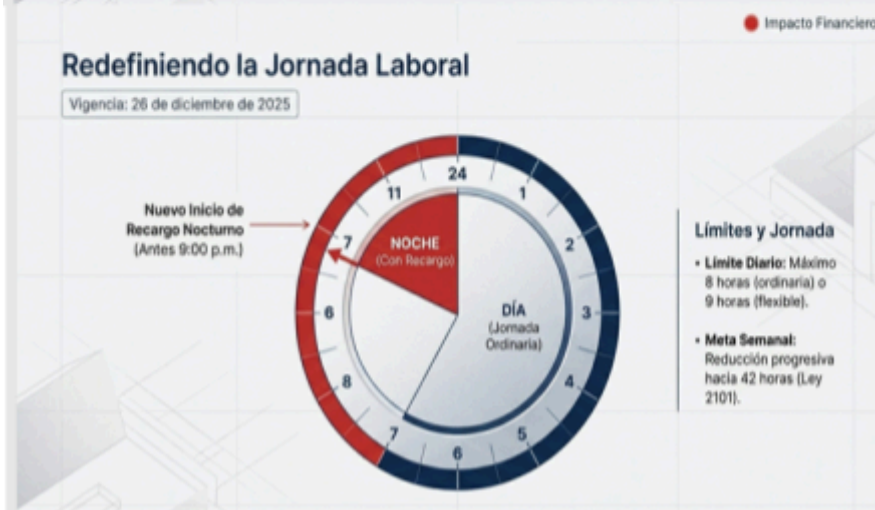 Impacto Financiero
Redefiniendo la Jornada Laboral
Vigencia: 26 de diciembre de 2025
Nuevo Inicio de
Recargo Nocturno
(Antes 9:00 p.m.)
24
1
2
3
4
5
6
7
8
6
7
11
NOCHE
(Con Recargo)
DÍA
(Jornada
Ordinaria)
Límites y Jornada
• Límite Diario: Máximo
8 horas (ordinaria) o
9 horas (flexible).
• Meta Semanal:
Reducción progresiva
hacia 42 horas (Ley
2101).